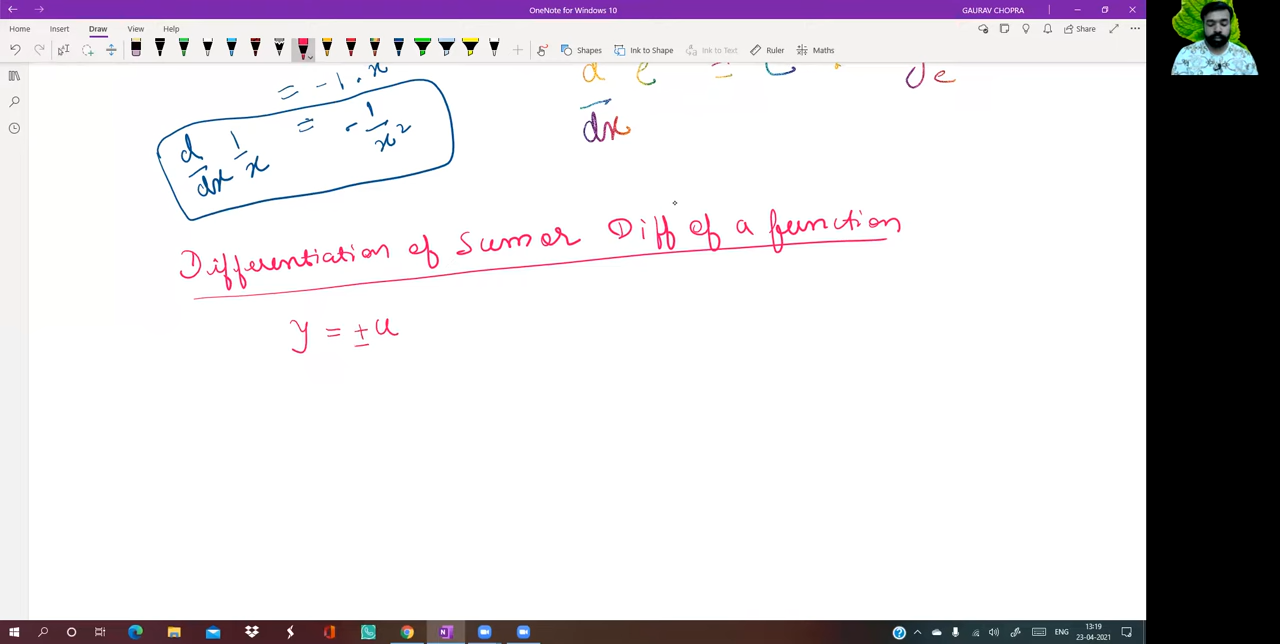 OneNote for Windows 10
GAURAV CHOPRA
Home Insert Draw View Help
Share
Shapes Ink to Shape Ink to Text Ruler Maths
= -1 · x
d/dx 1/x = -1/x²
d/dx
Differentiation of Sum or Diff of a function
y = ± u
ENG
13:19
23-04-2021